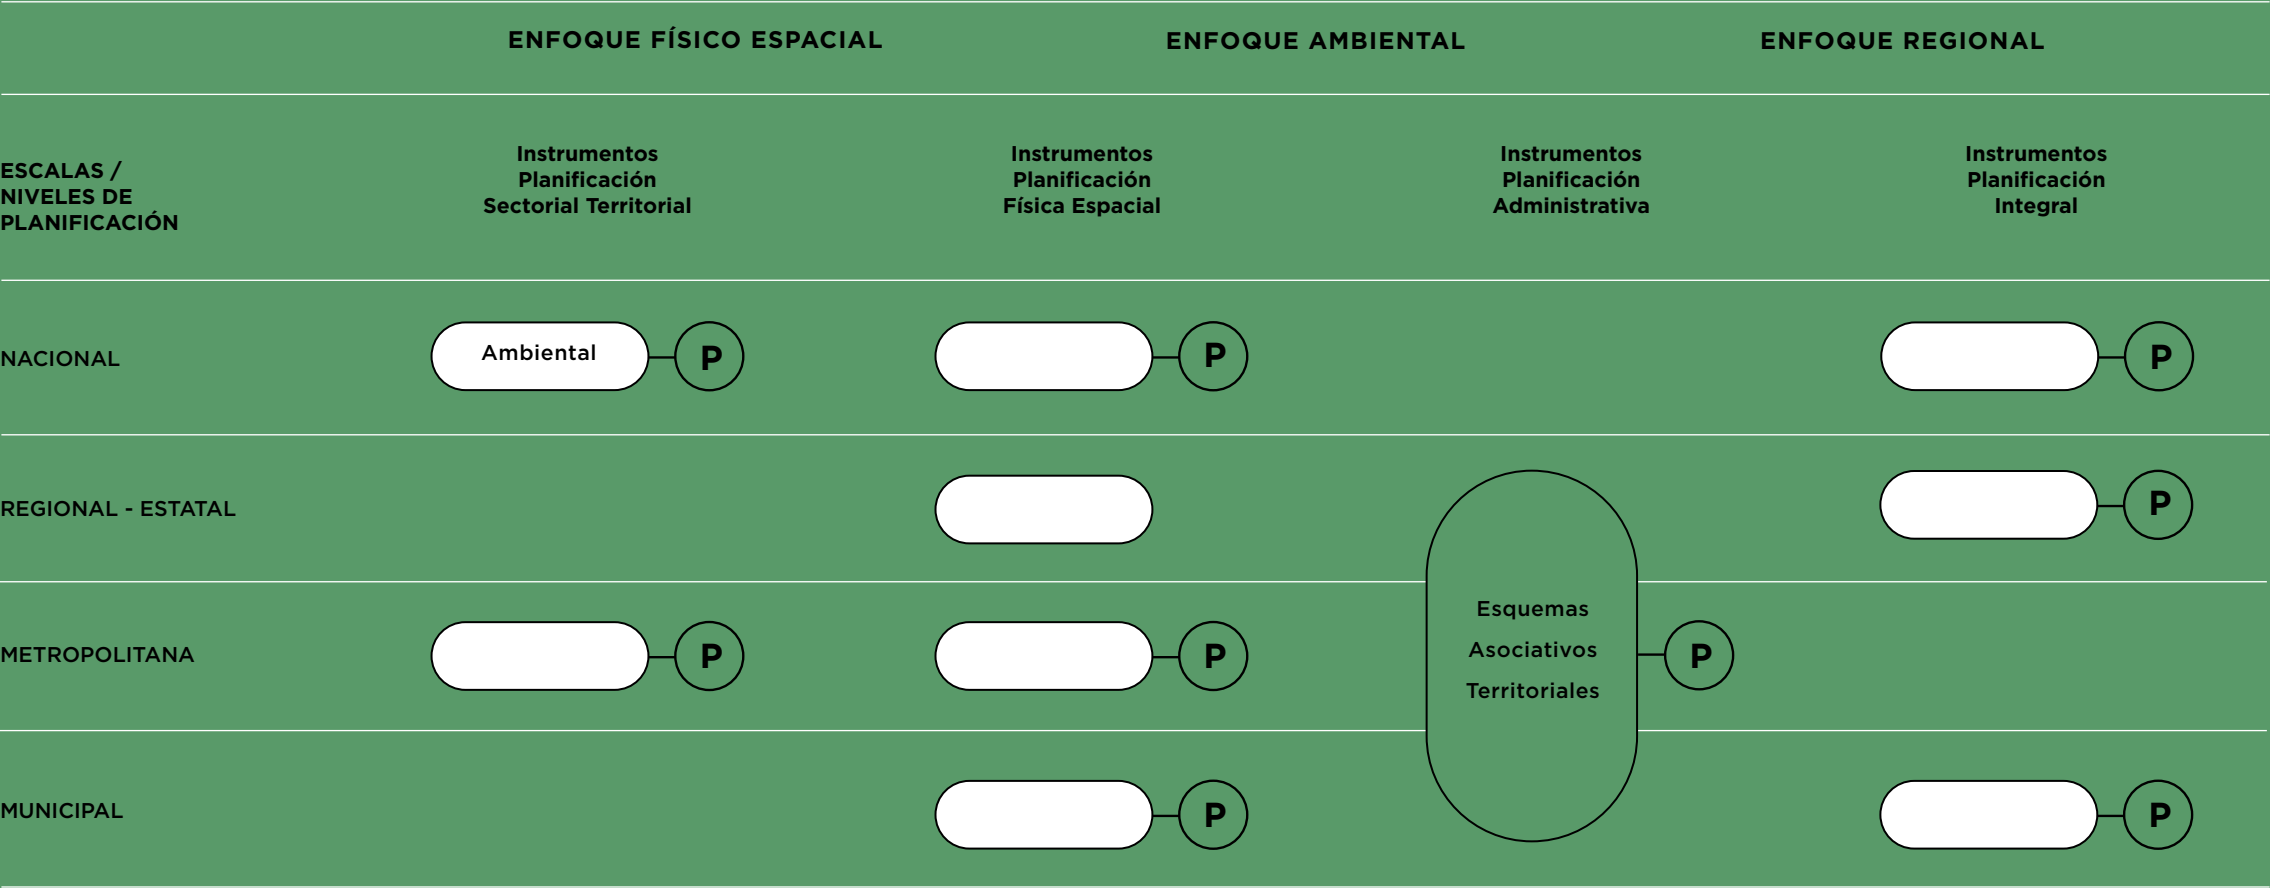 ENFOQUE FÍSICO ESPACIAL
ENFOQUE AMBIENTAL
ENFOQUE REGIONAL
ESCALAS /
NIVELES DE
PLANIFICACIÓN
Instrumentos
Planificación
Sectorial Territorial
Instrumentos
Planificación
Física Espacial
Instrumentos
Planificación
Administrativa
Instrumentos
Planificación
Integral
NACIONAL
Ambiental
P
P
P
REGIONAL - ESTATAL
P
METROPOLITANA
P
P
Esquemas
Asociativos
Territoriales
P
MUNICIPAL
P
P